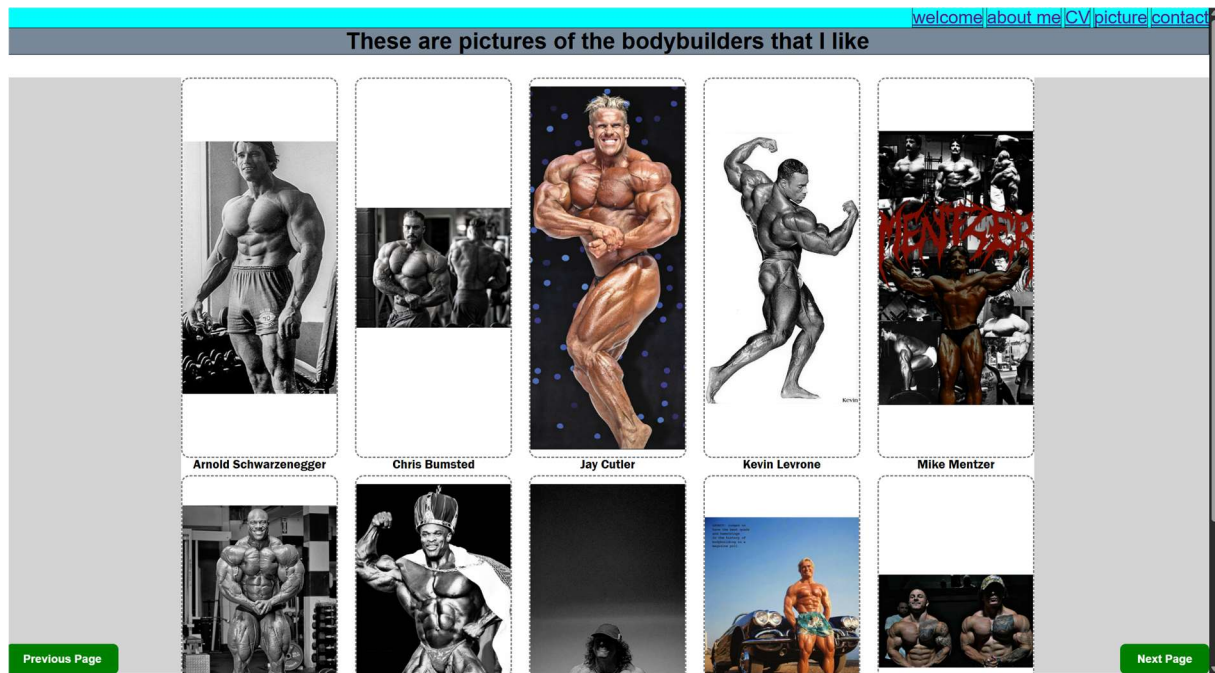 welcome about me CV picture contact
These are pictures of the bodybuilders that I like
MENTZER
Kevin
Arnold Schwarzenegger
Chris Bumsted
Jay Cutler
Kevin Levrone
Mike Mentzer
Previous Page
Next Page